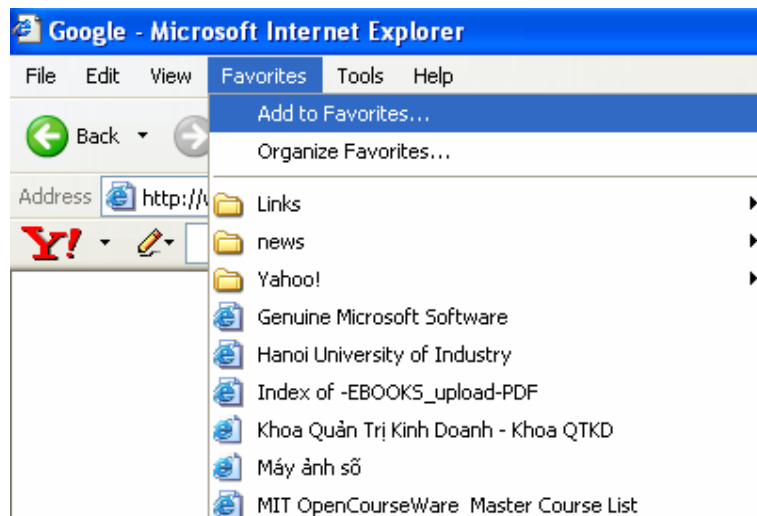 Google - Microsoft Internet Explorer
File Edit View Favorites Tools Help
Add to Favorites...
Back
Organize Favorites...
Address http://
Links
Y!
news
Yahoo!
Genuine Microsoft Software
Hanoi University of Industry
Index of -EBOOKS_upload-PDF
Khoa Quản Trị Kinh Doanh - Khoa QTKD
Máy ảnh số
MIT OpenCourseWare Master Course List